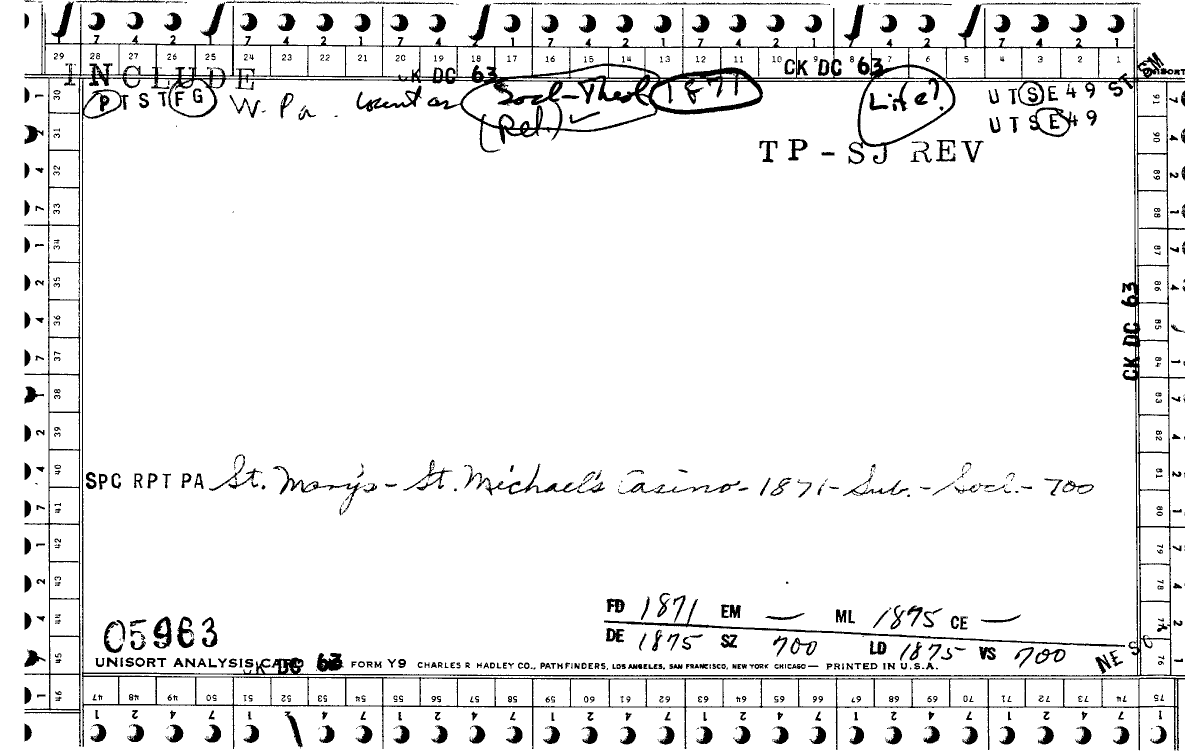 7 4 2 1 7 4 2 1 7 4 2 1 7 4 2 1 7 4 2 1 7 4 2 1 7 4 2 1
29 28 27 26 25 24 23 22 21 20 19 18 17 16 15 14 13 12 11 10 9 8 7 6 5 4 3 2 1
INCLUDE CK DC 63 CK DC 63 UNISORT
P T S T F G W. Pa. count as Socl-Theol 1871 Life? U T S E 49 ST SM
(Rel.) ✓ U T S E 49
TP - SJ REV
30 31 32 33 34 35 36 37 38 39 40 41 42 43 44 45 46
91 90 89 88 87 86 85 84 83 82 81 80 79 78 77 76 75
CK DC 63
SPC RPT PA St. Mary's - St. Michael's Casino - 1871 - Sub. - Socl. - 700
FD 1871 EM — ML 1875 CE —
05963 DE 1875 SZ 700 LD 1875 VS 700 NE SC
UNISORT ANALYSIS CARD CK DC 63 FORM Y9 CHARLES R HADLEY CO., PATHFINDERS, LOS ANGELES, SAN FRANCISCO, NEW YORK CHICAGO — PRINTED IN U.S.A.
47 48 49 50 51 52 53 54 55 56 57 58 59 60 61 62 63 64 65 66 67 68 69 70 71 72 73 74
1 2 4 7 1 2 4 7 1 2 4 7 1 2 4 7 1 2 4 7 1 2 4 7 1 2 4 7 1